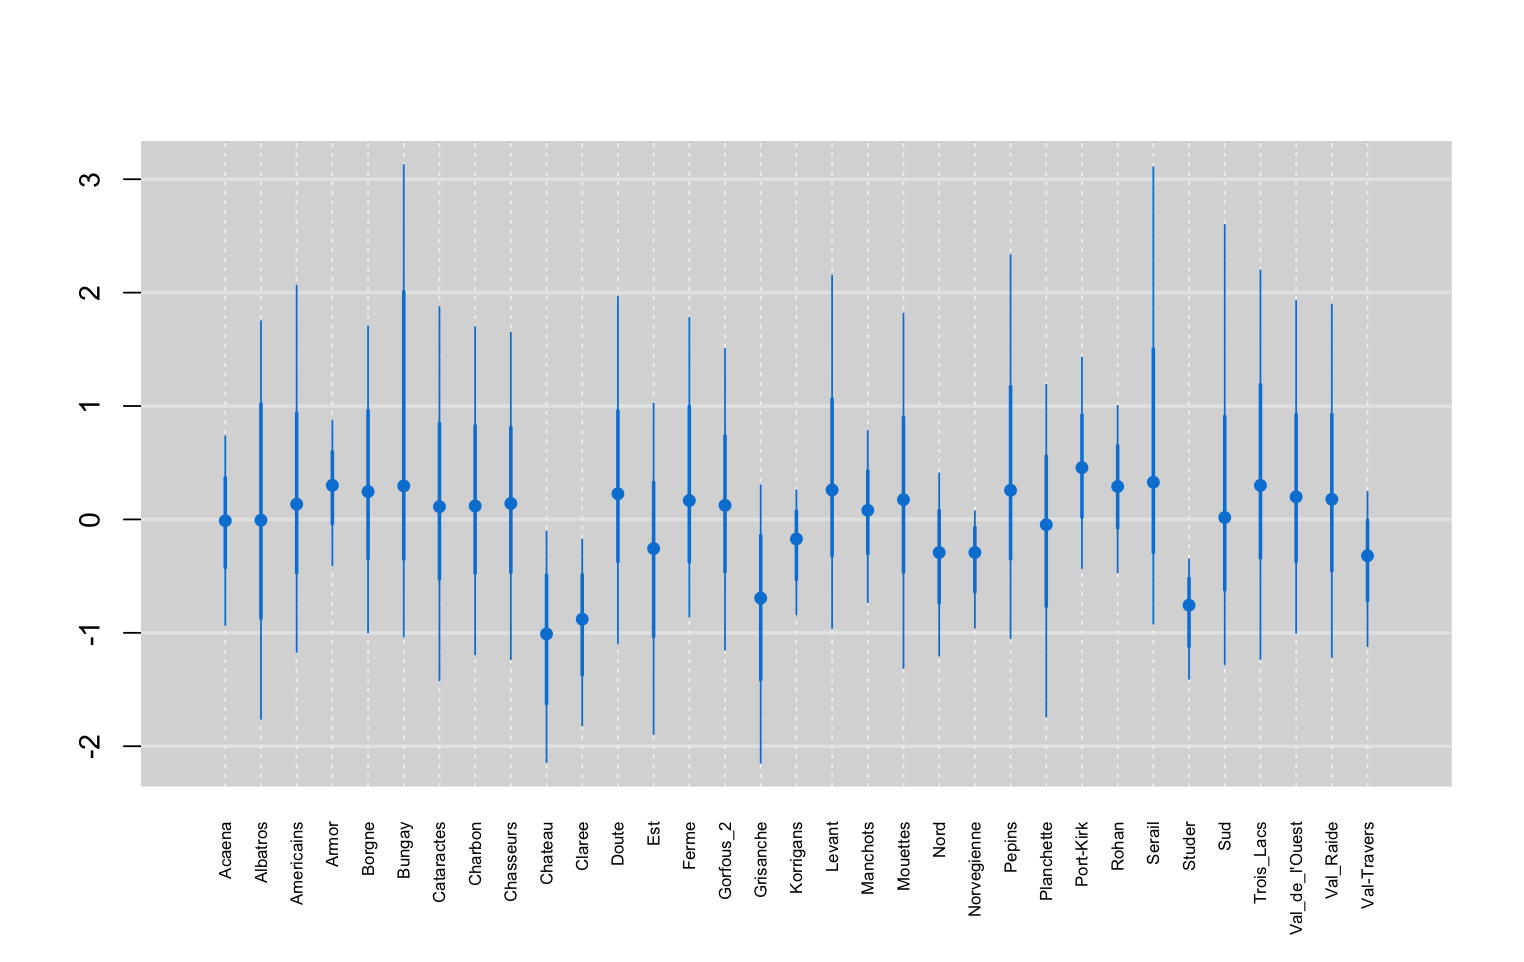 3
2
1
0
-1
-2
Acaena
Albatros
Americains
Armor
Borgne
Bungay
Cataractes
Charbon
Chasseurs
Chateau
Claree
Doute
Est
Ferme
Gorfous_2
Grisanche
Korrigans
Levant
Manchots
Mouettes
Nord
Norvegienne
Pepins
Planchette
Port-Kirk
Rohan
Serail
Studer
Sud
Trois_Lacs
Val_de_l'Ouest
Val_Raide
Val-Travers